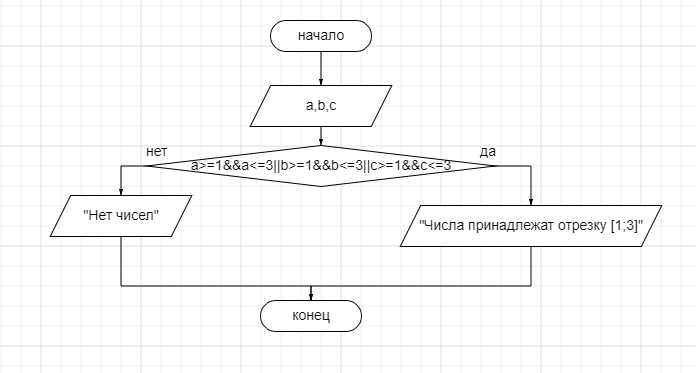 начало
a,b,c
нет
да
a>=1&&a<=3||b>=1&&b<=3||c>=1&&c<=3
"Нет чисел"
"Числа принадлежат отрезку [1;3]"
конец